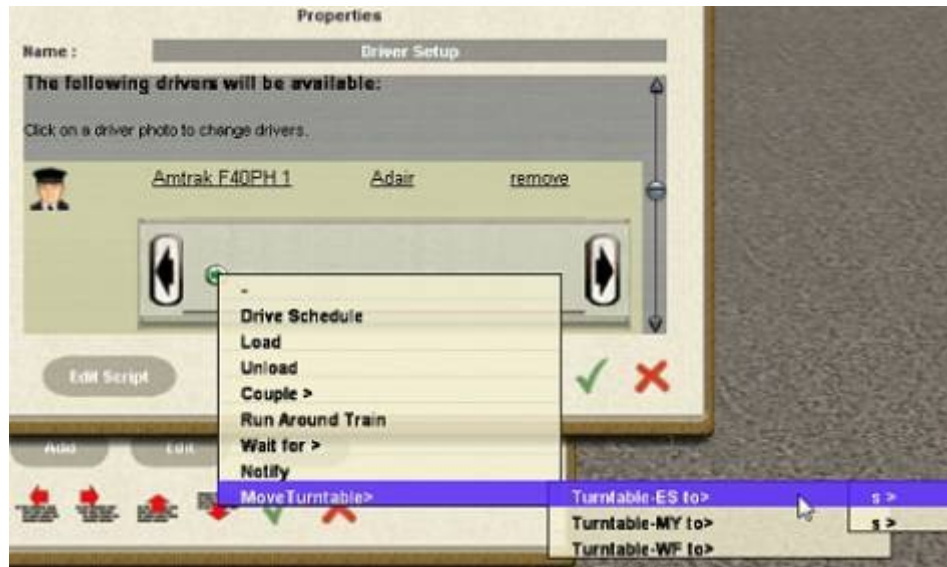 Properties
Name :
Driver Setup
The following drivers will be available:
Click on a driver photo to change drivers.
Amtrak F40PH 1 Adair remove
-
Drive Schedule
Load
Unload
Couple >
Run Around Train
Wait for >
Notify
MoveTurntable>
Turntable-ES to>
Turntable-MY to>
Turntable-WF to>
s >
s >
Edit Script
Add
Edit